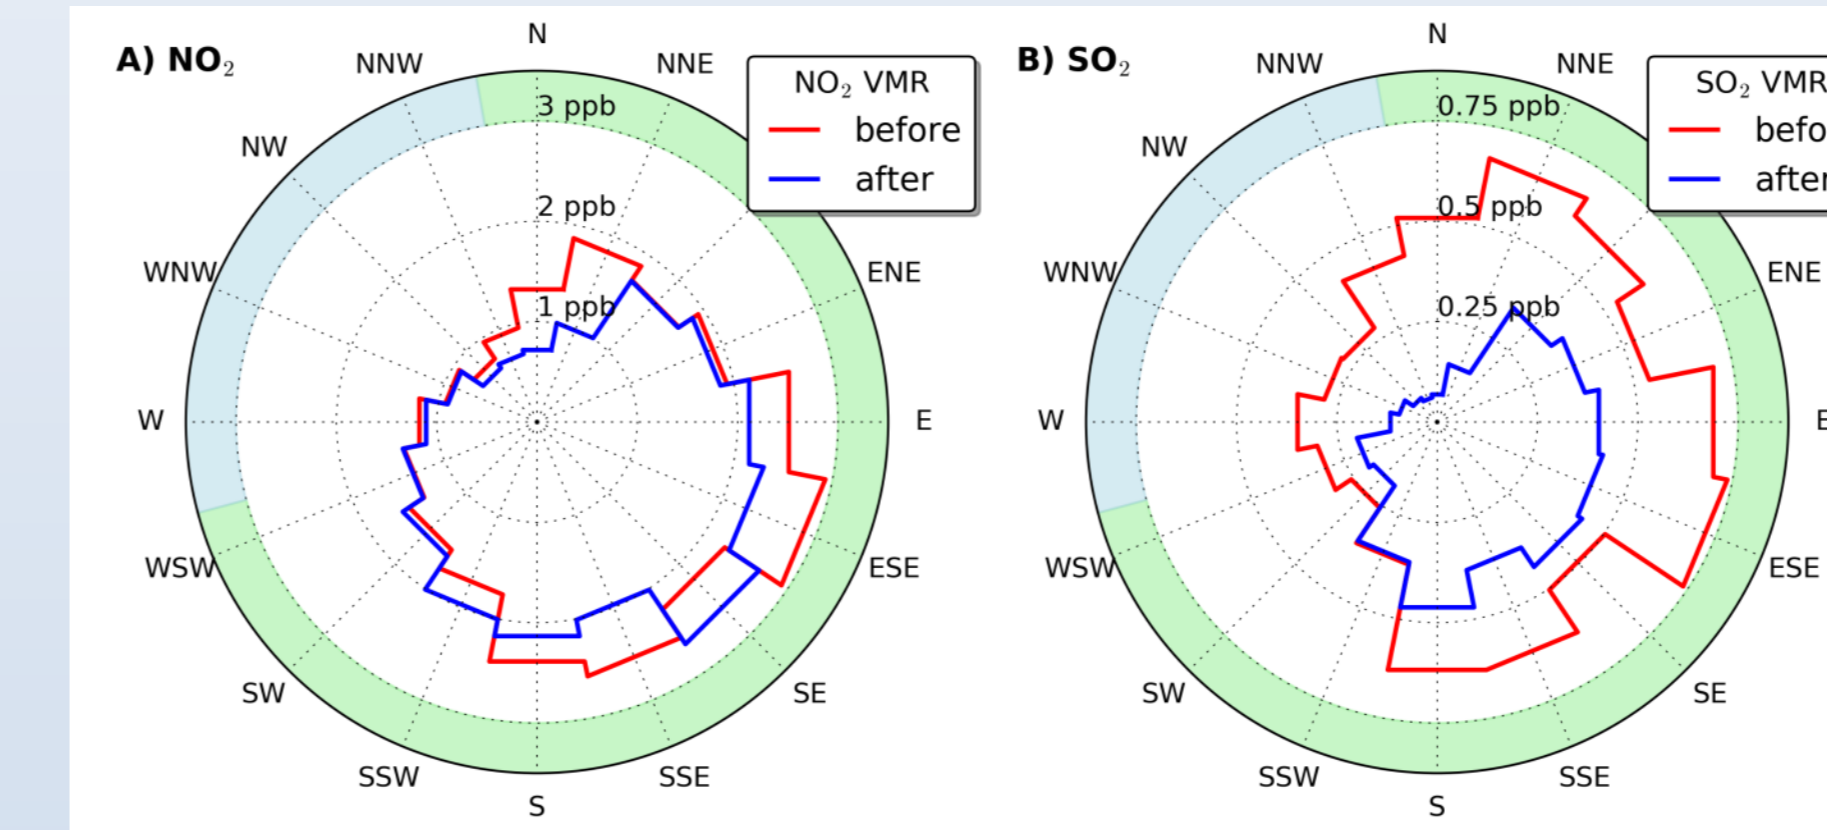 A) NO₂
N
NNW
NNE
NW
WNW
ENE
W
E
WSW
ESE
SW
SE
SSW
SSE
S
3 ppb
2 ppb
1 ppb
NO₂ VMR
before
after
B) SO₂
N
NNW
NNE
NW
WNW
ENE
W
E
WSW
ESE
SW
SE
SSW
SSE
S
0.75 ppb
0.5 ppb
0.25 ppb
SO₂ VMR
befo
after